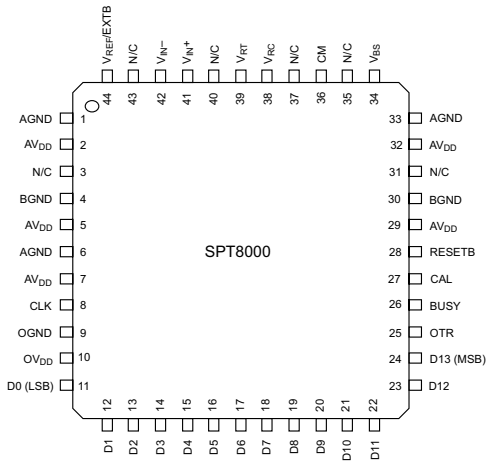 VREF/EXTB
N/C
VIN–
VIN+
N/C
VRT
VRC
N/C
CM
N/C
VBS
44
43
42
41
40
39
38
37
36
35
34
AGND 1
AVDD 2
N/C 3
BGND 4
AVDD 5
AGND 6
AVDD 7
CLK 8
OGND 9
OVDD 10
D0 (LSB) 11
SPT8000
33 AGND
32 AVDD
31 N/C
30 BGND
29 AVDD
28 RESETB
27 CAL
26 BUSY
25 OTR
24 D13 (MSB)
23 D12
12
13
14
15
16
17
18
19
20
21
22
D1
D2
D3
D4
D5
D6
D7
D8
D9
D10
D11